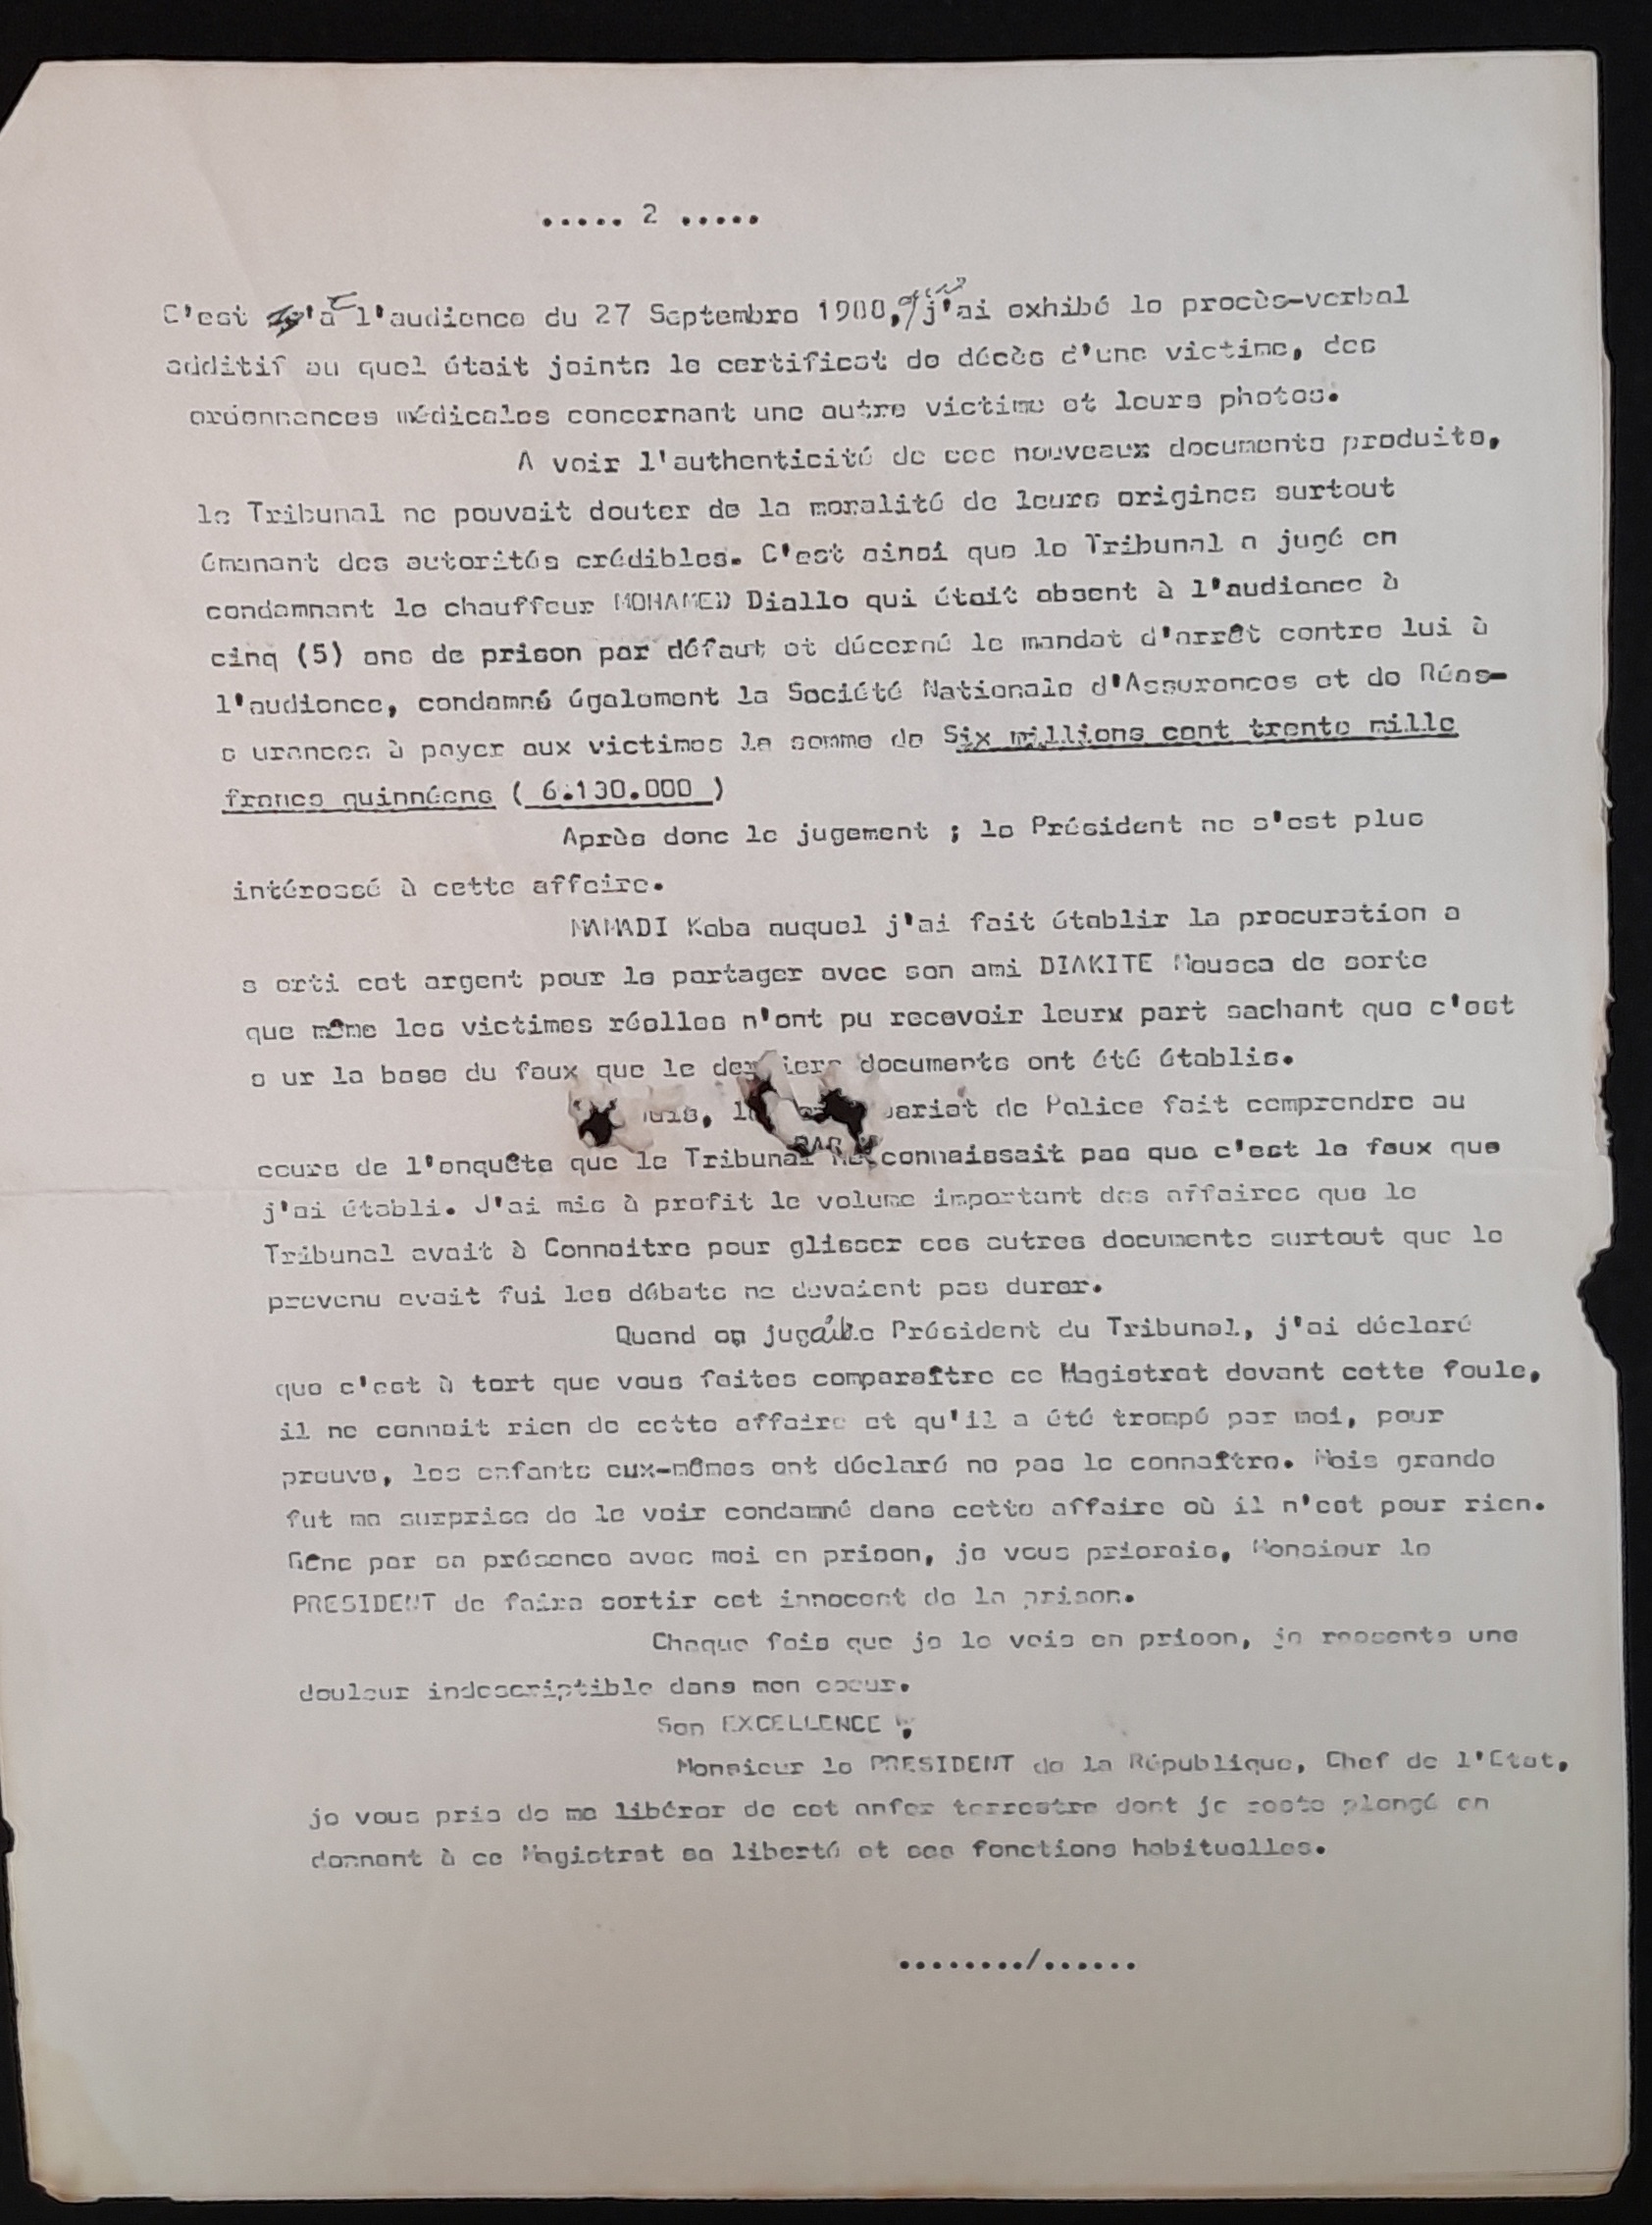 ..... 2 .....
C'est à l'audience du 27 Septembre 1988, j'ai exhibé le procès-verbal
additif au quel était jointe le certificat de décès d'une victime, des
ordonnances médicales concernant une autre victime et leurs photos.
A voir l'authenticité de ces nouveaux documents produits,
le Tribunal ne pouvait douter de la moralité de leurs origines surtout
émanant des autorités crédibles. C'est ainsi que le Tribunal a jugé en
condamnant le chauffeur MOHAMED Diallo qui était absent à l'audience à
cinq (5) ans de prison par défaut et décerné le mandat d'arrêt contre lui à
l'audience, condamné également la Société Nationale d'Assurances et de Réas-
s urances à payer aux victimes la somme de Six millions cent trente mille
francs guinnéens ( 6.130.000 )
Après donc le jugement ; le Président ne s'est plus
intéressé à cette affaire.
MAMADI Kaba auquel j'ai fait établir la procuration a
s orti cet argent pour le partager avec son ami DIAKITE Moussa de sorte
que même les victimes réelles n'ont pu recevoir leurx part sachant que c'est
s ur la base du faux que le derniers documents ont été établis.
de Police fait comprendre au
cours de l'enquête que le Tribunal ne connaissait pas que c'est le faux que
j'ai établi. J'ai mis à profit le volume important des affaires que le
Tribunal avait à Connaitre pour glisser ces autres documents surtout que le
prevenu avait fui les débats ne devaient pas durer.
Quand on jugait le Président du Tribunal, j'ai déclaré
que c'est à tort que vous faites comparaître ce Magistrat devant cette foule,
il ne connait rien de cette affaire et qu'il a été trompé par moi, pour
preuve, les enfants eux-mêmes ont déclaré ne pas le connaître. Mais grande
fut ma surprise de le voir condamné dans cette affaire où il n'est pour rien.
Gêne par sa présence avec moi en prison, je vous prierais, Monsieur le
PRESIDENT de faire sortir cet innocent de la prison.
Chaque fois que je le vois en prison, je ressents une
douleur indescriptible dans mon coeur.
Son EXCELLENCE ,
Monsieur le PRESIDENT de la République, Chef de l'Etat,
je vous prie de me libérer de cet enfer terrestre dont je reste plongé en
donnant à ce Magistrat sa liberté et ses fonctions habituelles.
......../......